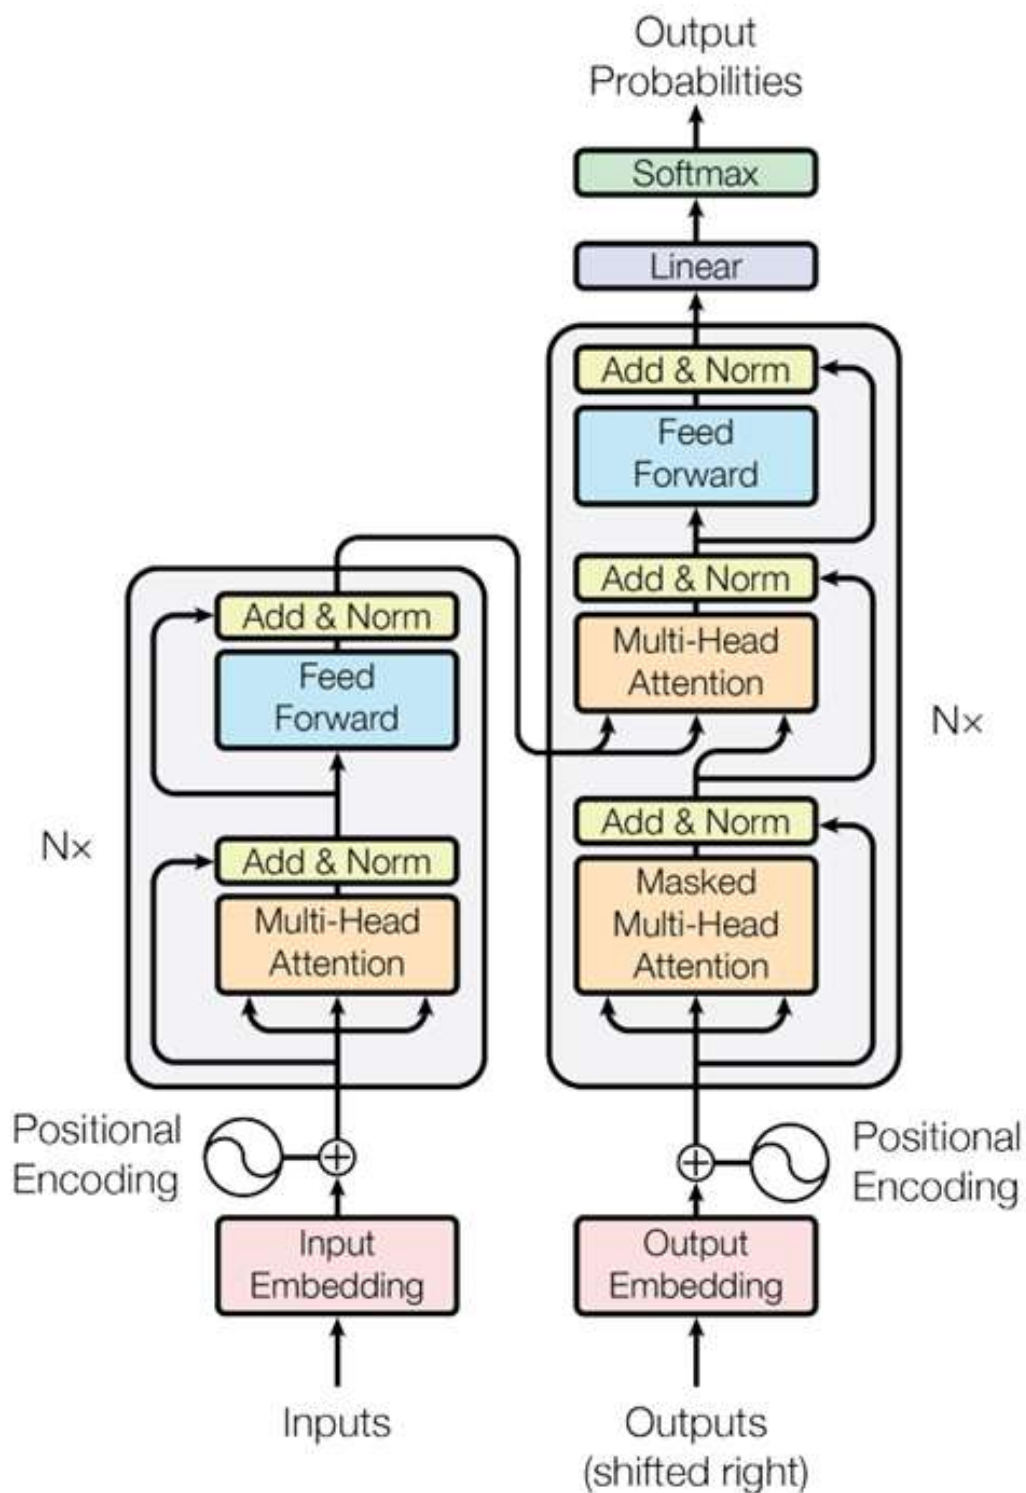 Output
Probabilities
Softmax
Linear
Add & Norm
Feed
Forward
Add & Norm
Multi-Head
Attention
Add & Norm
Masked
Multi-Head
Attention
N×
Add & Norm
Feed
Forward
Add & Norm
Multi-Head
Attention
N×
Positional
Encoding
Positional
Encoding
Input
Embedding
Output
Embedding
Inputs
Outputs
(shifted right)